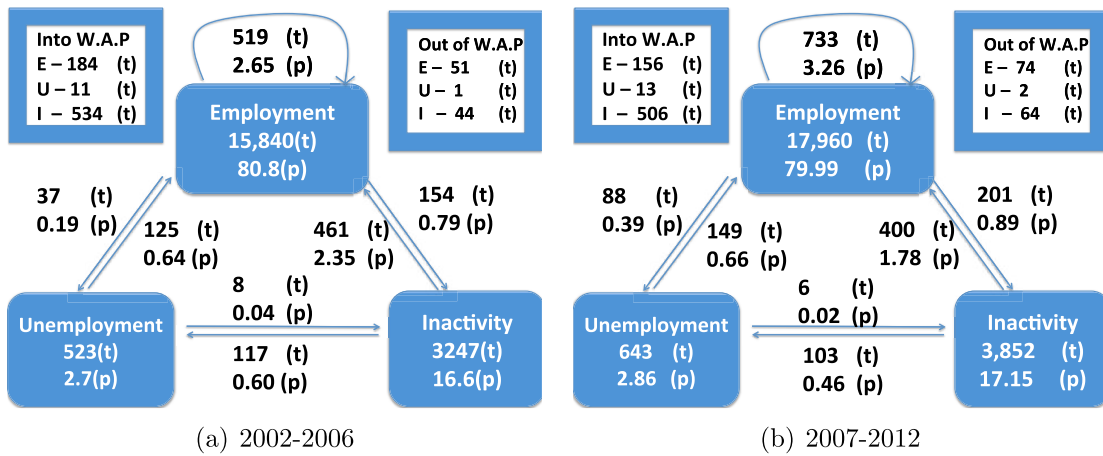 Into W.A.P
E – 184 (t)
U – 11 (t)
I – 534 (t)
519 (t)
2.65 (p)
Out of W.A.P
E – 51 (t)
U – 1 (t)
I – 44 (t)
Employment
15,840(t)
80.8(p)
37 (t)
0.19 (p)
125 (t)
0.64 (p)
461 (t)
2.35 (p)
154 (t)
0.79 (p)
8 (t)
0.04 (p)
Unemployment
523(t)
2.7(p)
117 (t)
0.60 (p)
Inactivity
3247(t)
16.6(p)
(a) 2002-2006
Into W.A.P
E –156 (t)
U – 13 (t)
I – 506 (t)
733 (t)
3.26 (p)
Out of W.A.P
E – 74 (t)
U – 2 (t)
I – 64 (t)
Employment
17,960 (t)
79.99 (p)
88 (t)
0.39 (p)
149 (t)
0.66 (p)
400 (t)
1.78 (p)
201 (t)
0.89 (p)
6 (t)
0.02 (p)
Unemployment
643 (t)
2.86 (p)
103 (t)
0.46 (p)
Inactivity
3,852 (t)
17.15 (p)
(b) 2007-2012